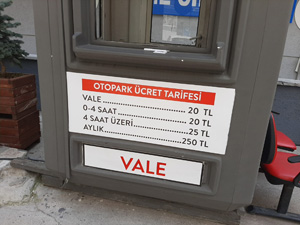 OTOPARK ÜCRET TARİFESİ
VALE ........................ 20 TL
0-4 SAAT ........................ 20 TL
4 SAAT ÜZERİ ........................ 25 TL
AYLIK ........................ 250 TL
VALE